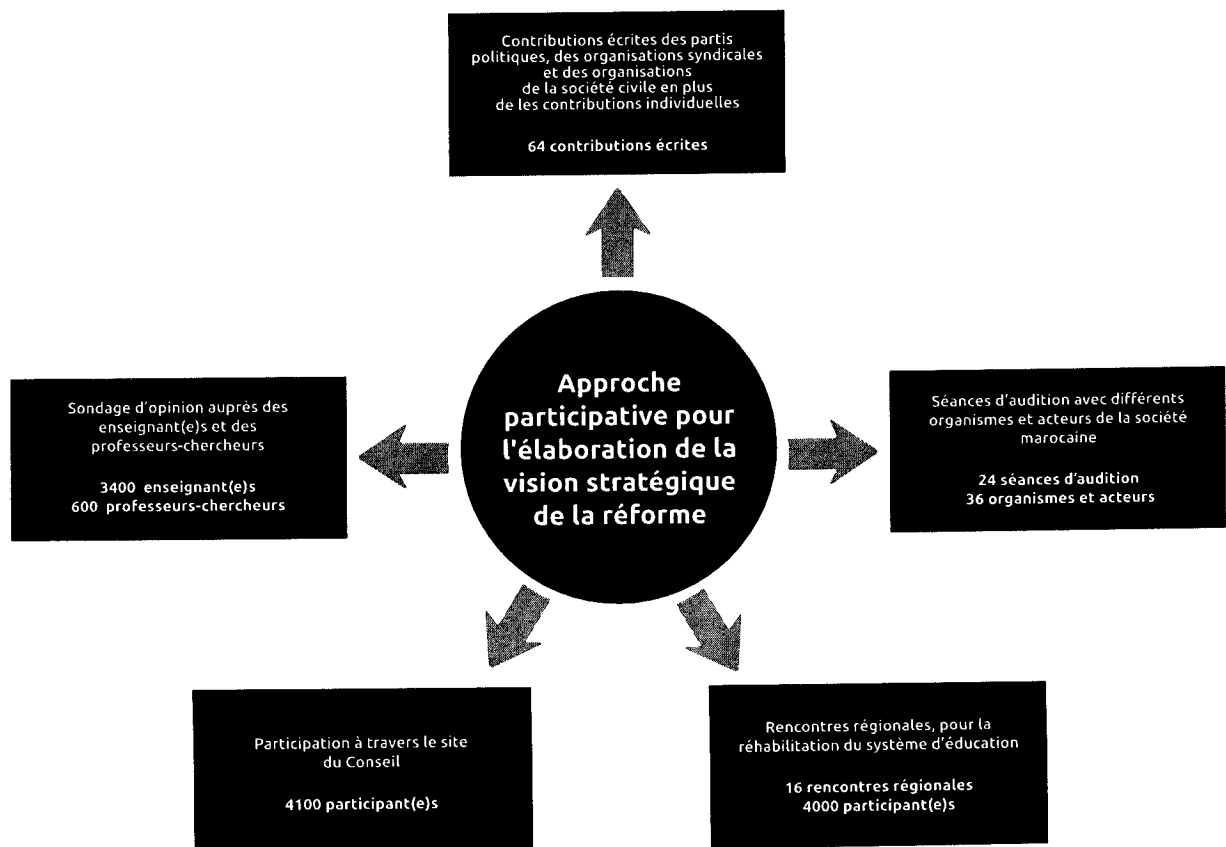 Contributions écrites des partis
politiques, des organisations syndicales
et des organisations
de la société civile en plus
de les contributions individuelles
64 contributions écrites
Sondage d'opinion auprès des
enseignant(e)s et des
professeurs-chercheurs
3400 enseignant(e)s
600 professeurs-chercheurs
Approche
participative pour
l'élaboration de la
vision stratégique
de la réforme
Séances d'audition avec différents
organismes et acteurs de la société
marocaine
24 séances d'audition
36 organismes et acteurs
Participation à travers le site
du Conseil
4100 participant(e)s
Rencontres régionales, pour la
réhabilitation du système d'éducation
16 rencontres régionales
4000 participant(e)s